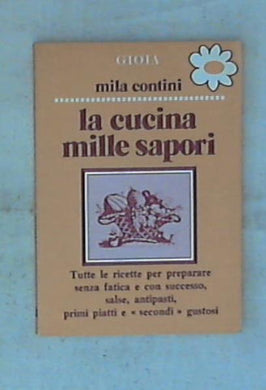 GIOIA
mila contini
la cucina
mille sapori
Tutte le ricette per preparare
senza fatica e con successo,
salse, antipasti,
primi piatti e « secondi » gustosi